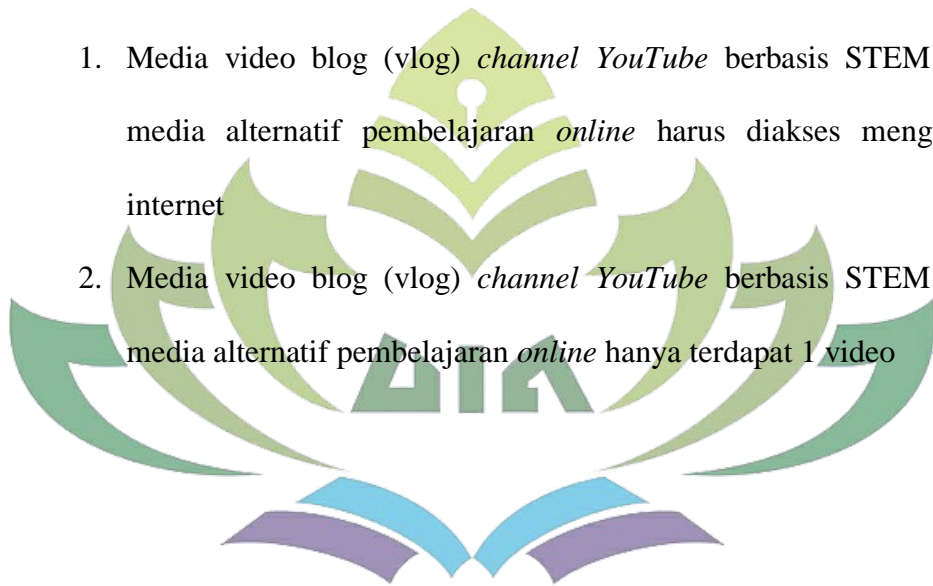 1. Media video blog (vlog) channel YouTube berbasis STEM
media alternatif pembelajaran online harus diakses meng
internet
2. Media video blog (vlog) channel YouTube berbasis STEM
media alternatif pembelajaran online hanya terdapat 1 video